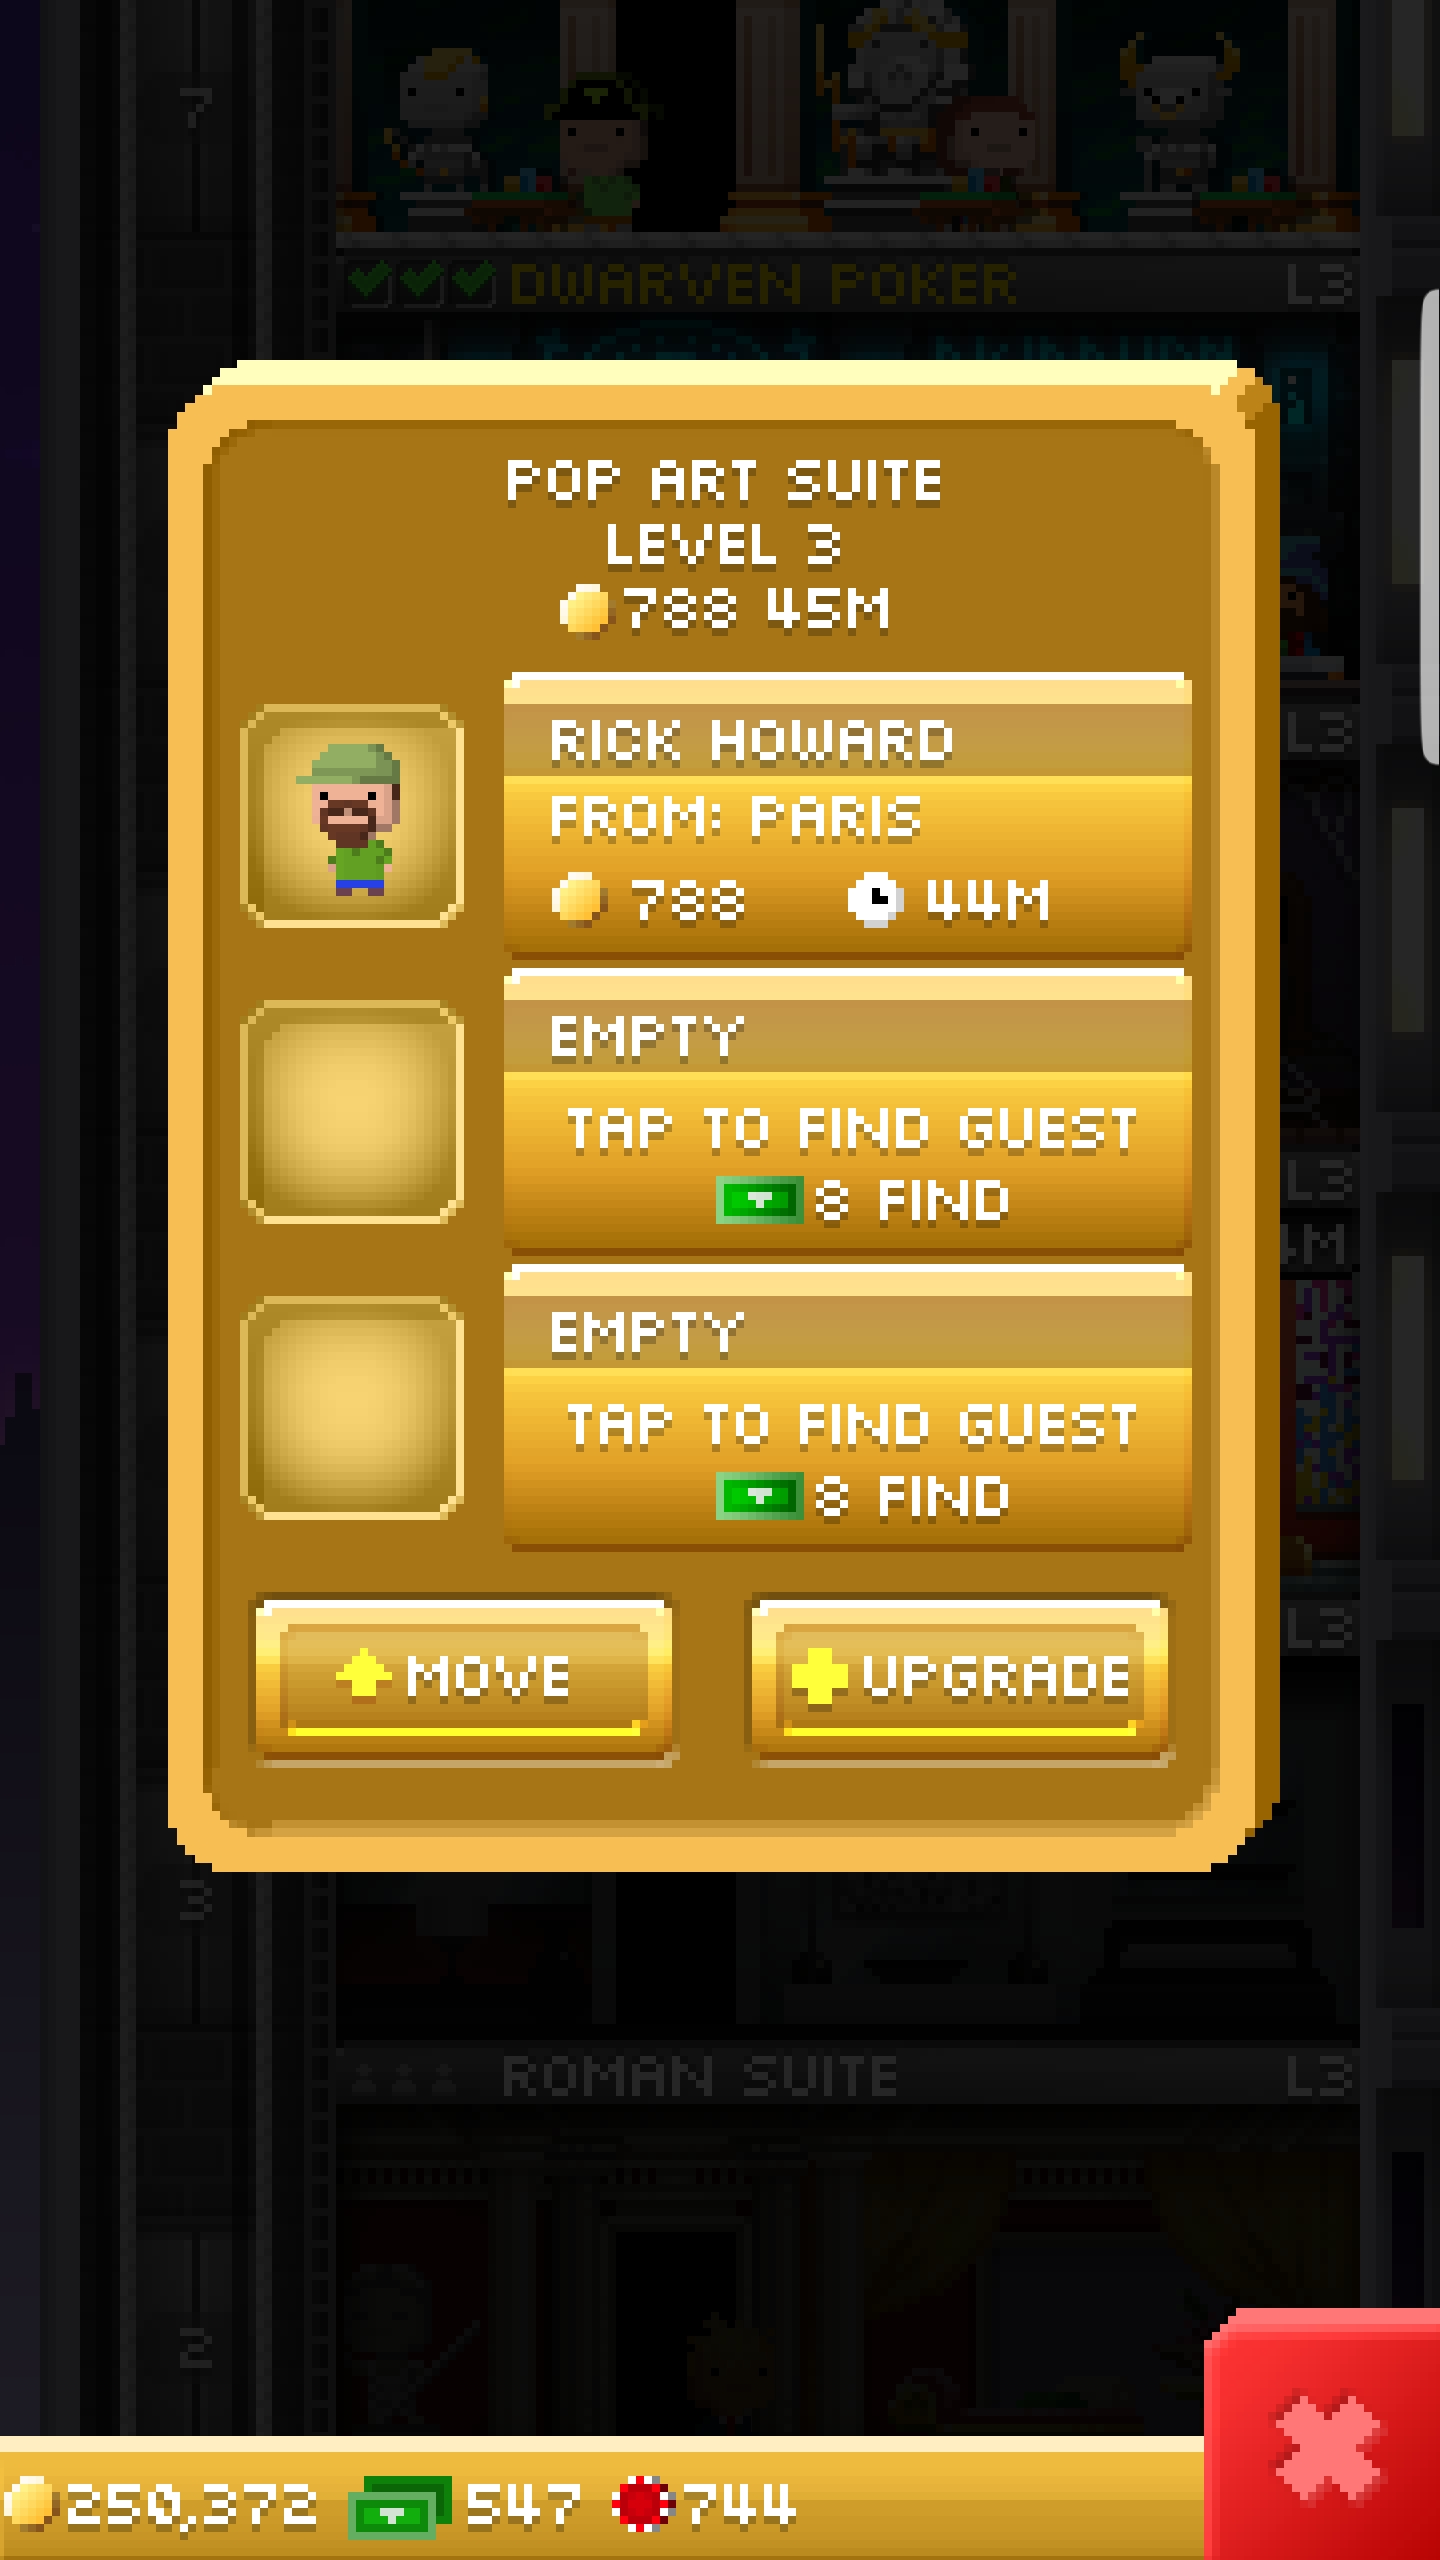 7
DWARVEN POKER L3
POP ART SUITE
LEVEL 3
788 45M
RICK HOWARD
L3
FROM: PARIS
788 44M
EMPTY
TAP TO FIND GUEST
L3
8 FIND
4M
EMPTY
TAP TO FIND GUEST
8 FIND
L3
MOVE UPGRADE
3
ROMAN SUITE L3
2
250,372 547 744